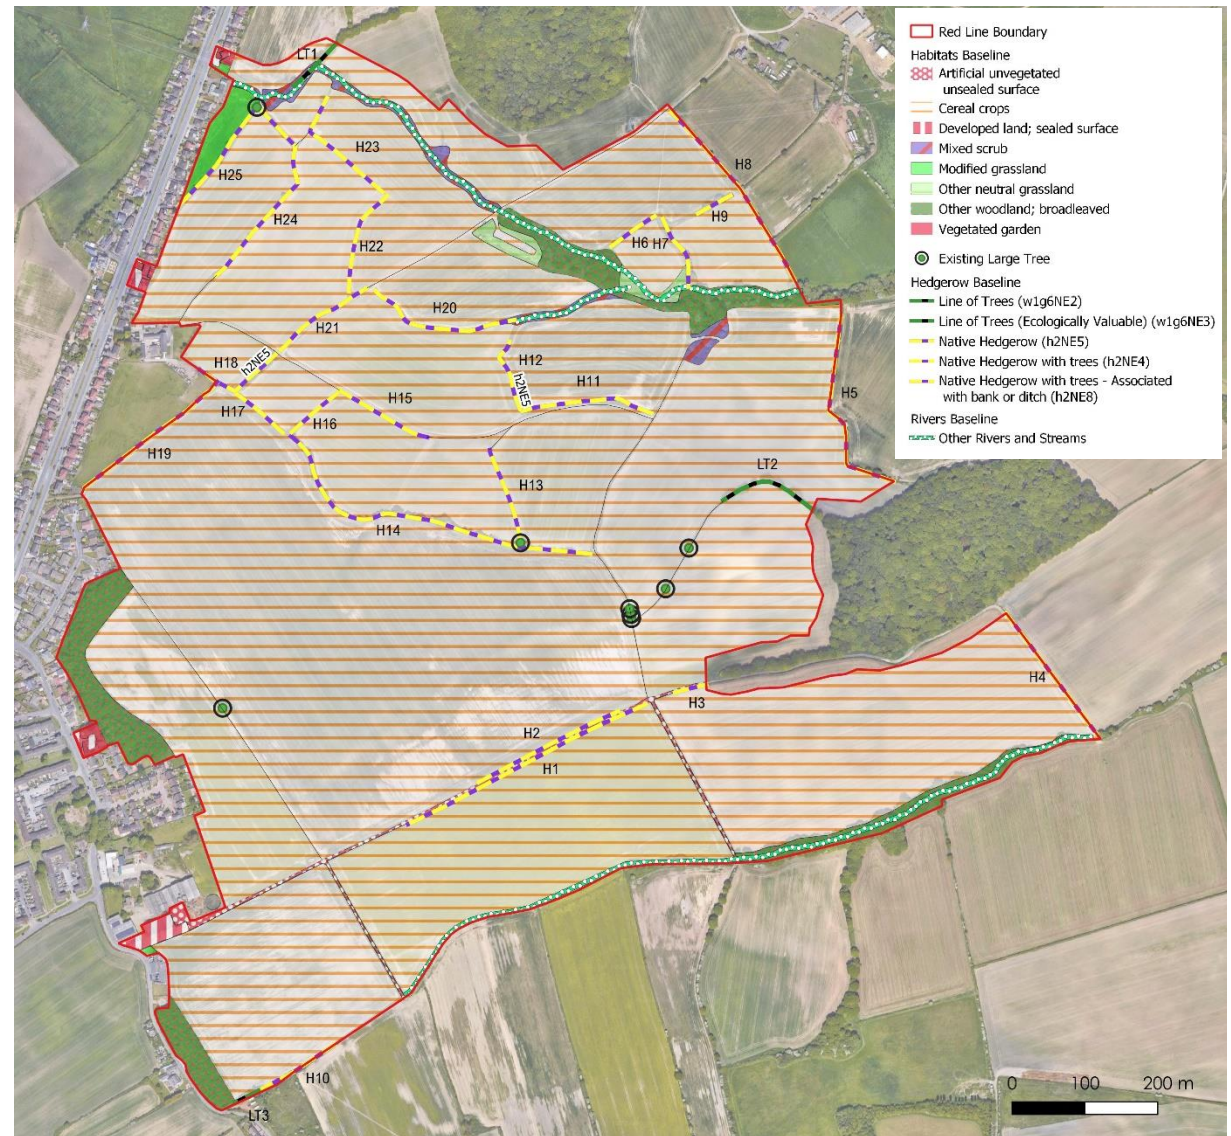 Red Line Boundary
Habitats Baseline
Artificial unvegetated
unsealed surface
Cereal crops
Developed land; sealed surface
Mixed scrub
Modified grassland
Other neutral grassland
Other woodland; broadleaved
Vegetated garden
Existing Large Tree
Hedgerow Baseline
Line of Trees (w1g6NE2)
Line of Trees (Ecologically Valuable) (w1g6NE3)
Native Hedgerow (h2NE5)
Native Hedgerow with trees (h2NE4)
Native Hedgerow with trees - Associated
with bank or ditch (h2NE8)
Rivers Baseline
Other Rivers and Streams
LT1
H23
H8
H25
H9
H24
H6
H7
H22
H20
H21
H12
H18
h2NE5
h2NE5
H11
H5
H15
H17
H16
H19
LT2
H13
H14
H4
H3
H2
H1
H10
LT3
0
100
200 m